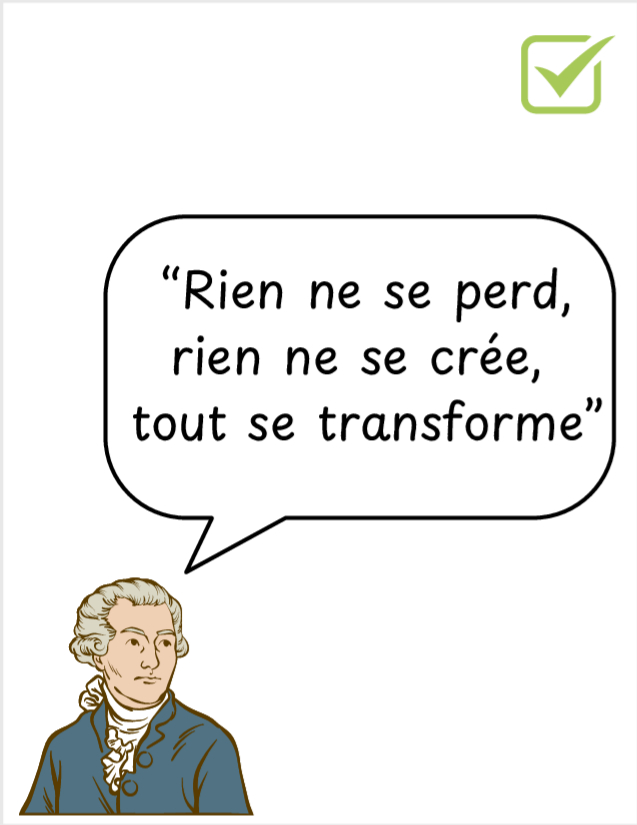 “Rien ne se perd,
rien ne se crée,
tout se transforme”